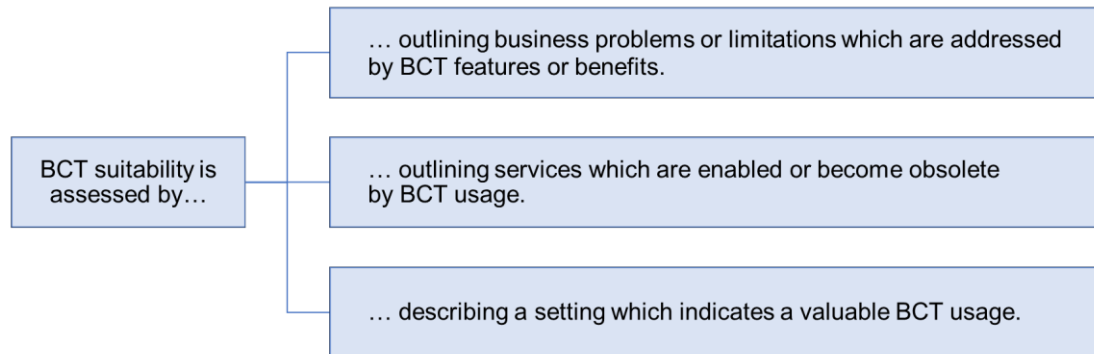 … outlining business problems or limitations which are addressed
by BCT features or benefits.
BCT suitability is
assessed by…
… outlining services which are enabled or become obsolete
by BCT usage.
… describing a setting which indicates a valuable BCT usage.